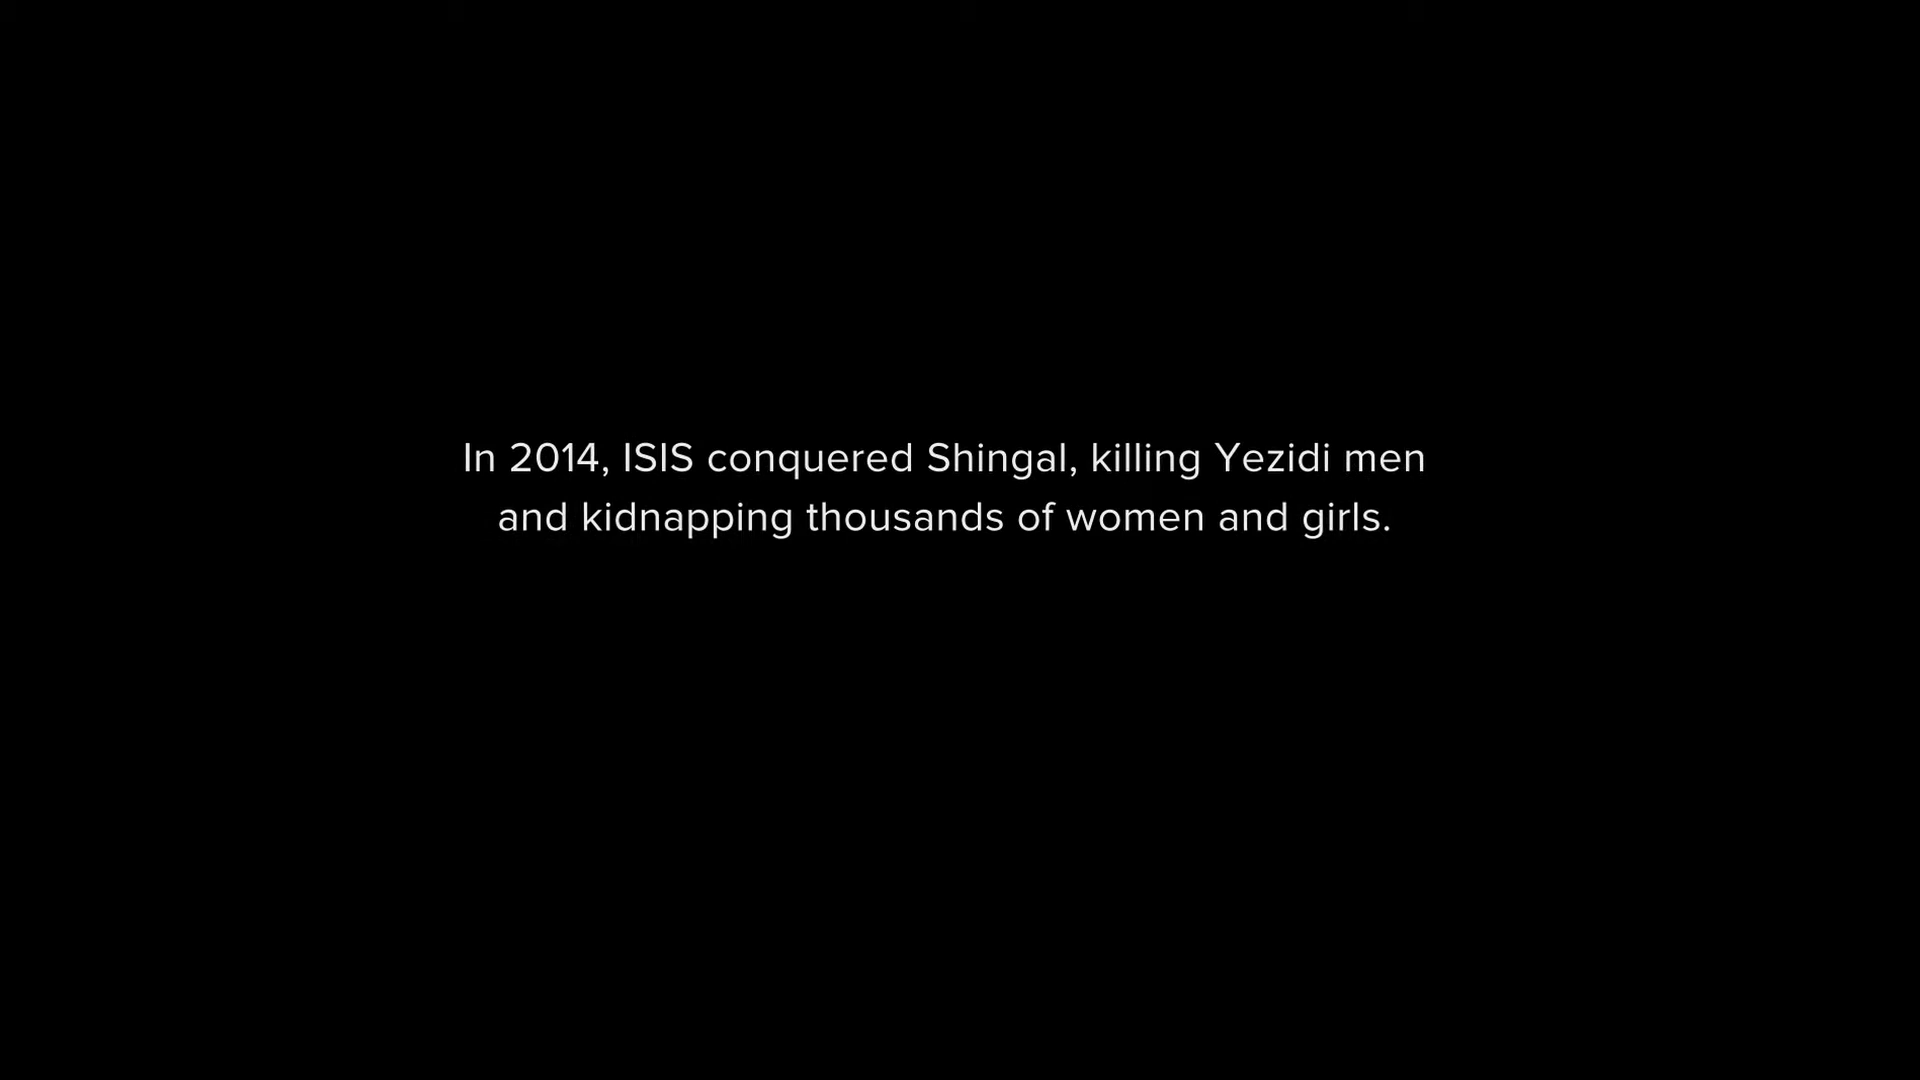 In 2014, ISIS conquered Shingal, killing Yezidi men
and kidnapping thousands of women and girls.